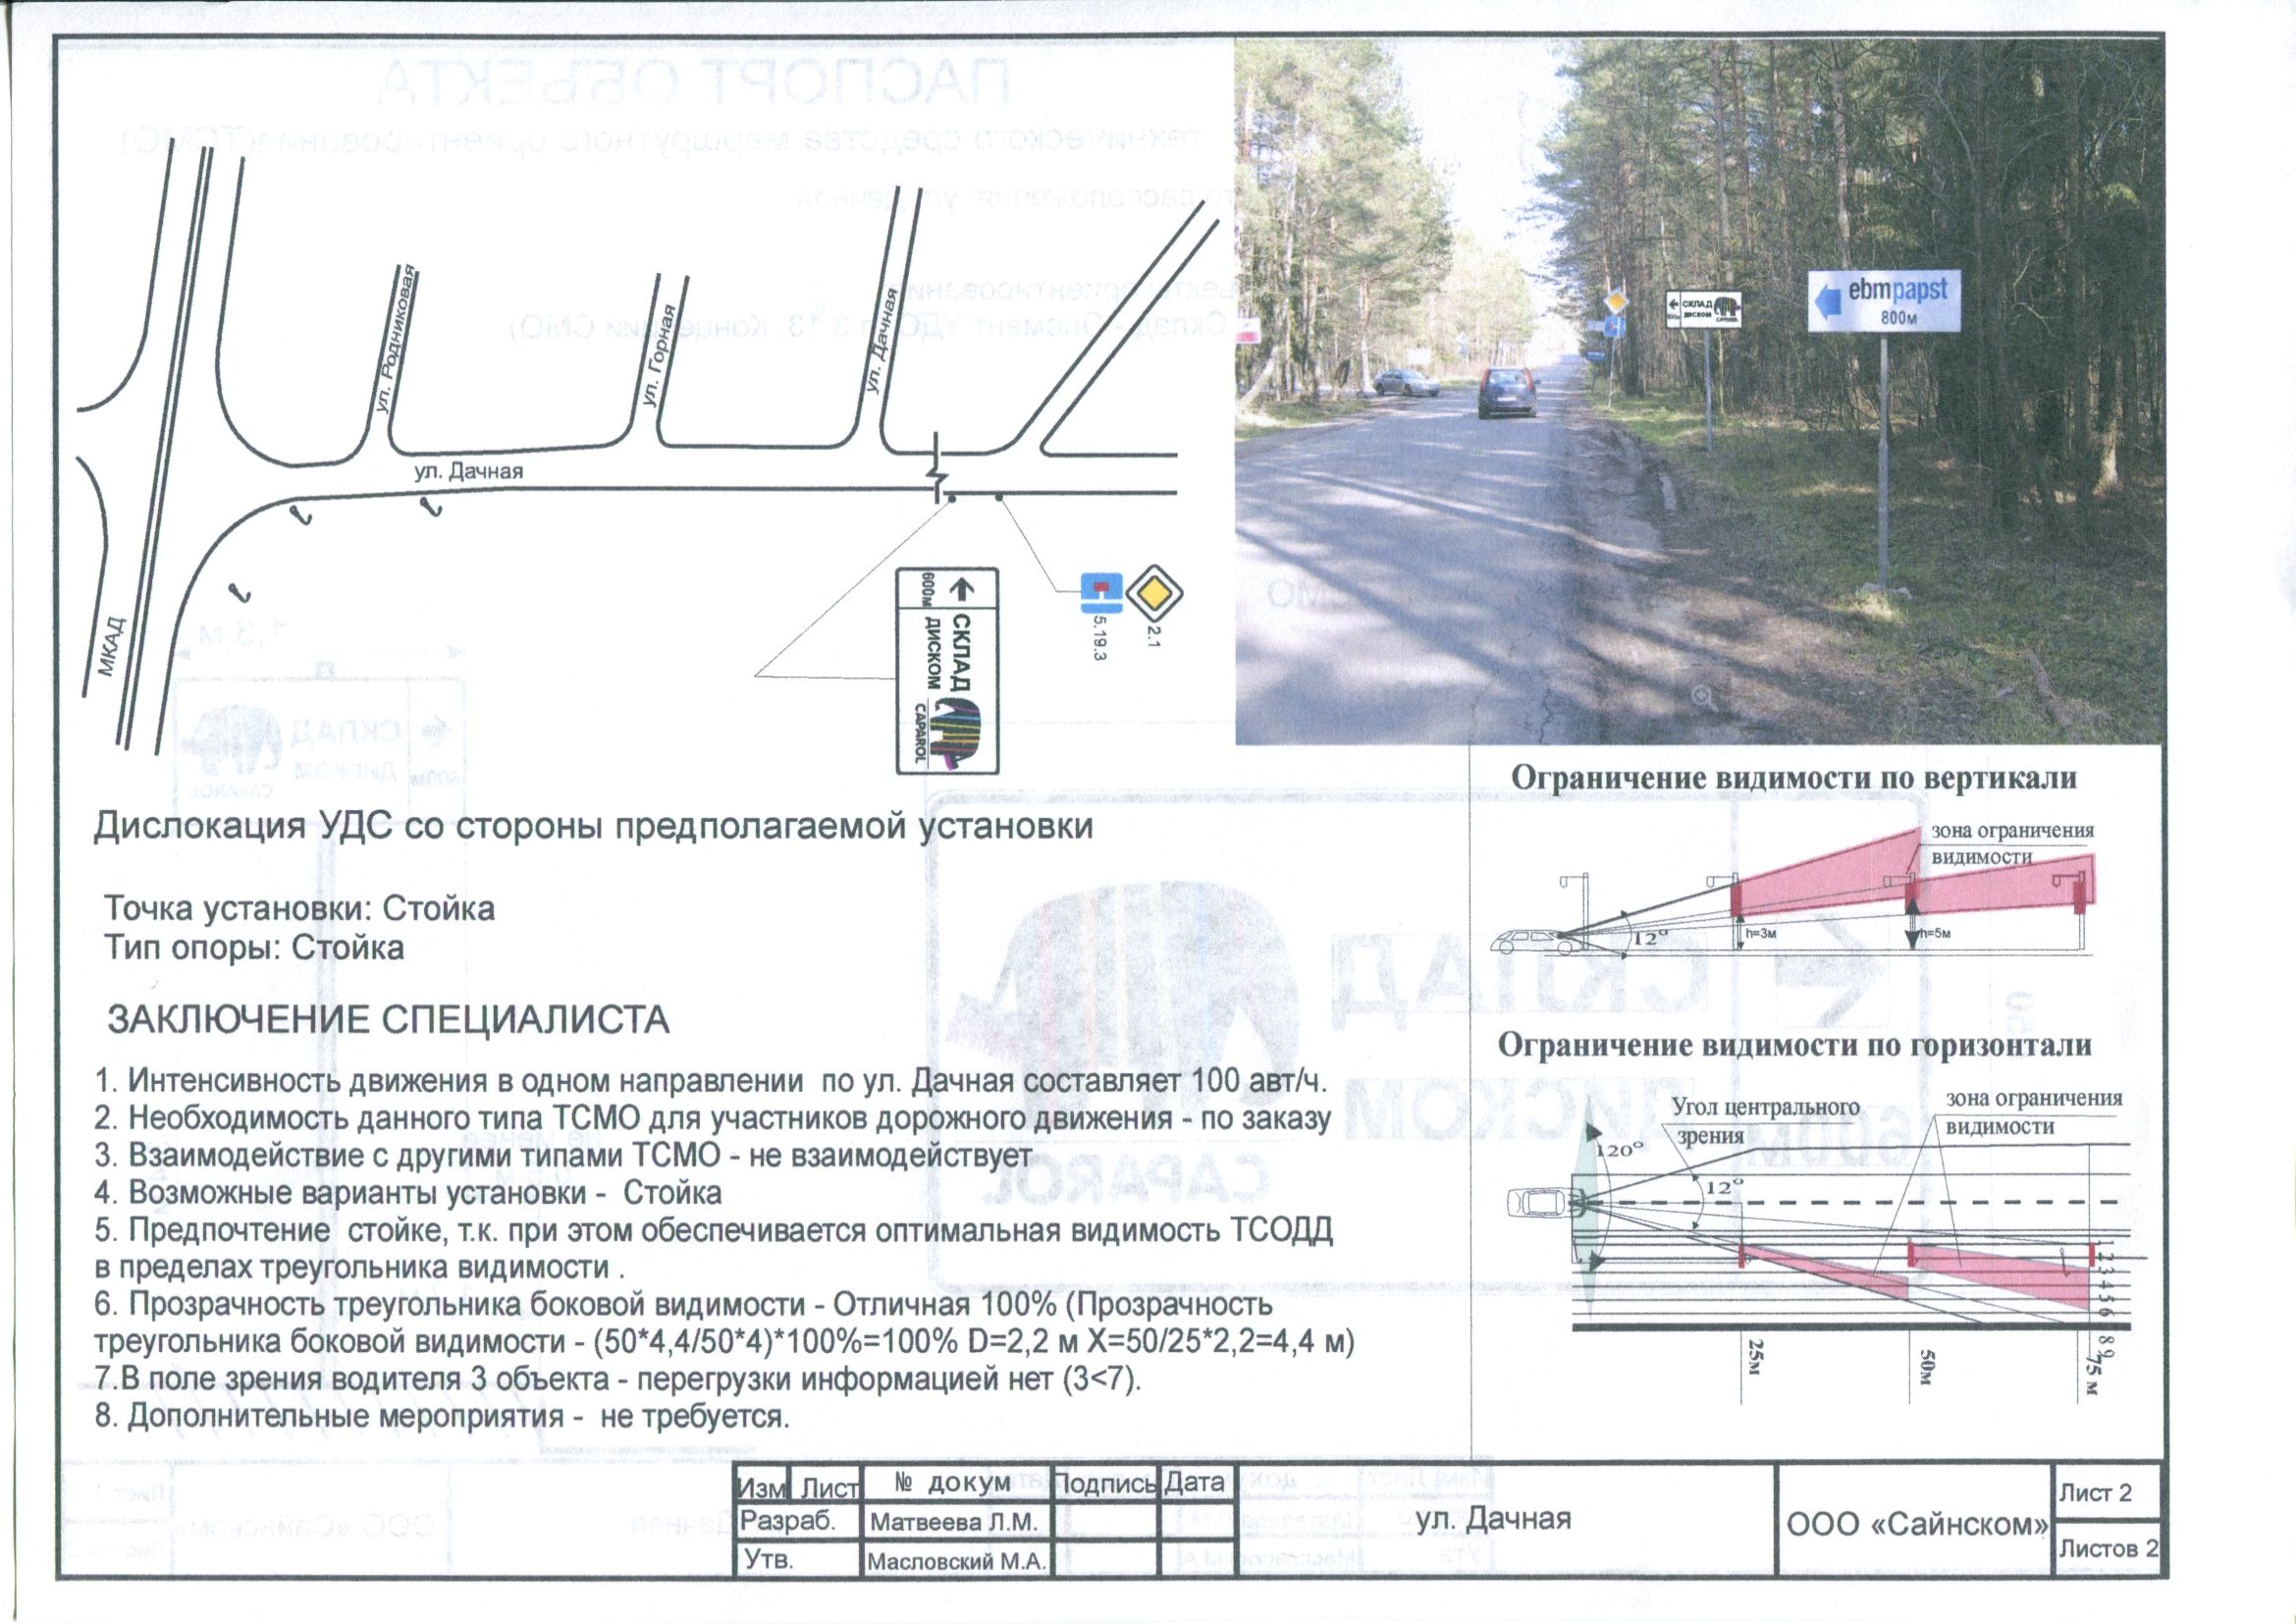 ул. Родниковая
ул. Горная
ул. Дачная
ул. Дачная
МКАД
600м
СКЛАД
ДИСКОМ
CAPAROL
5.19.3
2.1
СКЛАД
ДИСКОМ
ebmpapst
800м
Дислокация УДС со стороны предполагаемой установки
Точка установки: Стойка
Тип опоры: Стойка
ЗАКЛЮЧЕНИЕ СПЕЦИАЛИСТА
1. Интенсивность движения в одном направлении по ул. Дачная составляет 100 авт/ч.
2. Необходимость данного типа ТСМО для участников дорожного движения - по заказу
3. Взаимодействие с другими типами ТСМО - не взаимодействует
4. Возможные варианты установки - Стойка
5. Предпочтение стойке, т.к. при этом обеспечивается оптимальная видимость ТСОДД
в пределах треугольника видимости .
6. Прозрачность треугольника боковой видимости - Отличная 100% (Прозрачность
треугольника боковой видимости - (50*4,4/50*4)*100%=100% D=2,2 м X=50/25*2,2=4,4 м)
7.В поле зрения водителя 3 объекта - перегрузки информацией нет (3<7).
8. Дополнительные мероприятия - не требуется.
Ограничение видимости по вертикали
зона ограничения
видимости
12°
h=3м
h=5м
Ограничение видимости по горизонтали
Угол центрального
зрения
зона ограничения
видимости
120°
12°
1 2 3 4 5 6 8 9
25м
50м
75 м
Изм Лист № докум Подпись Дата
Разраб. Матвеева Л.М.
Утв. Масловский М.А.
ул. Дачная
ООО «Сайнском»
Лист 2
Листов 2